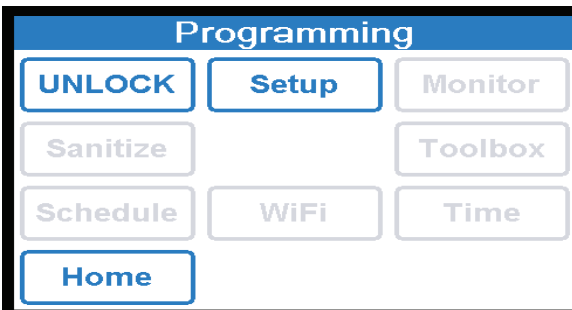 Programming
UNLOCK Setup Monitor
Sanitize Toolbox
Schedule WiFi Time
Home